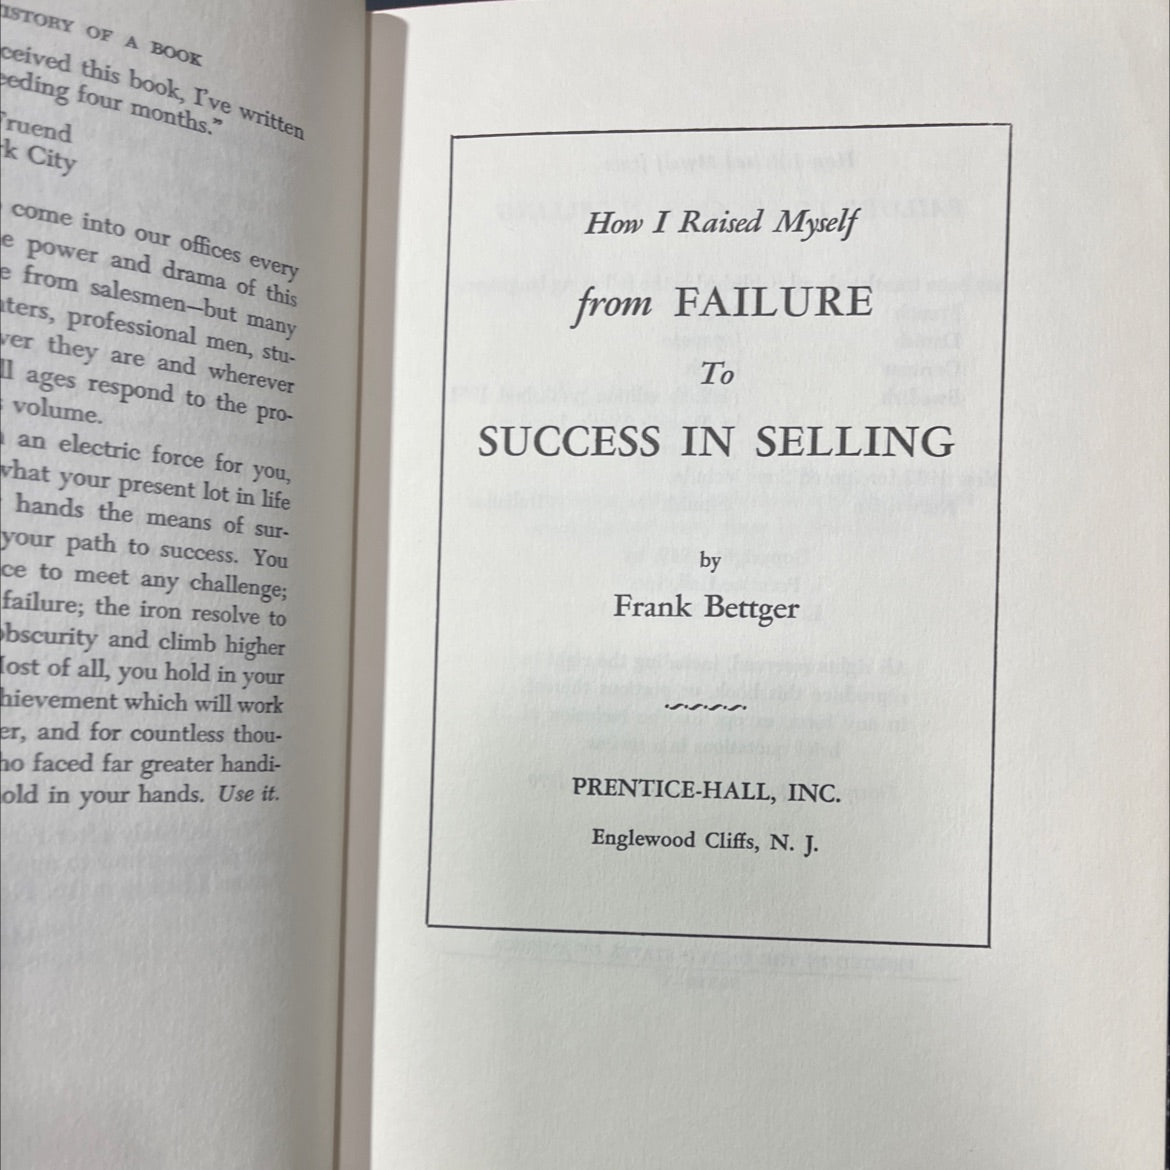 HISTORY OF A BOOK
ceived this book, I've written
eeding four months."
Truend
k City
come into our offices every
e power and drama of this
e from salesmen—but many
ters, professional men, stu-
ver they are and wherever
ll ages respond to the pro-
s volume.
an electric force for you,
what your present lot in life
hands the means of sur-
your path to success. You
ce to meet any challenge;
failure; the iron resolve to
obscurity and climb higher
Most of all, you hold in your
hievement which will work
er, and for countless thou-
ho faced far greater handi-
old in your hands. Use it.
How I Raised Myself
from FAILURE
To
SUCCESS IN SELLING
by
Frank Bettger
PRENTICE-HALL, INC.
Englewood Cliffs, N. J.